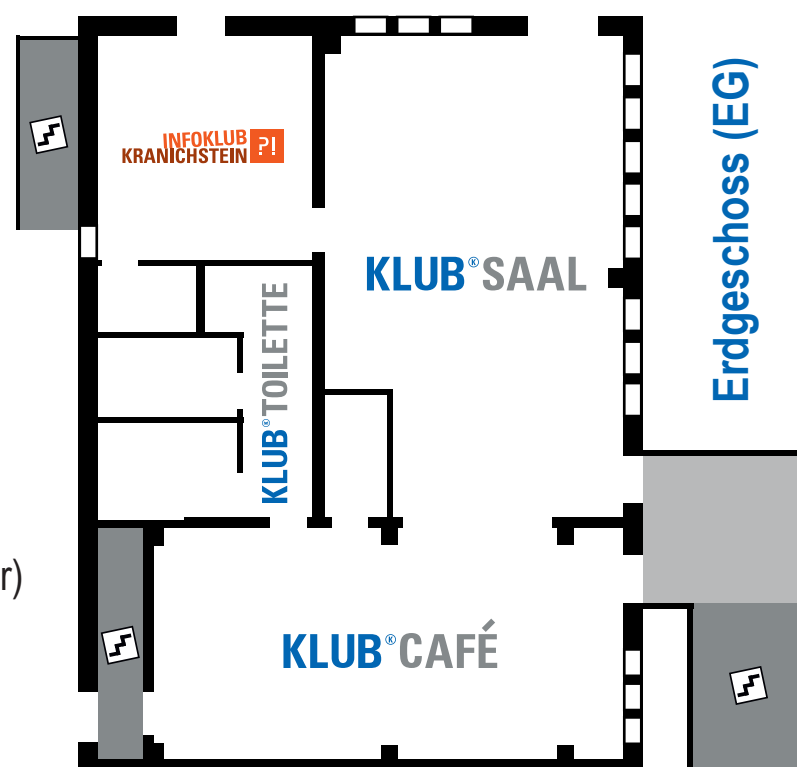 INFOKLUB
KRANICHSTEIN ?!
KLUB®SAAL
Erdgeschoss (EG)
KLUB®TOILETTE
r)
KLUB®CAFÉ